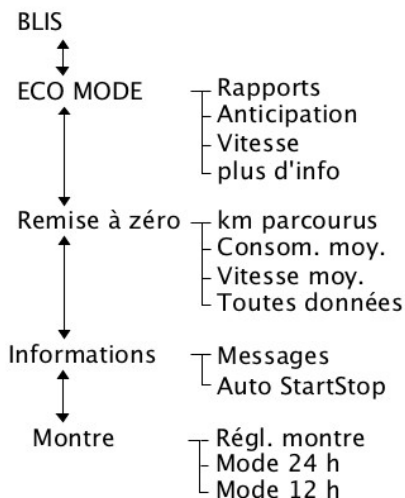 BLIS
ECO MODE
Rapports
Anticipation
Vitesse
plus d'info
Remise à zéro
km parcourus
Consom. moy.
Vitesse moy.
Toutes données
Informations
Messages
Auto StartStop
Montre
Régl. montre
Mode 24 h
Mode 12 h